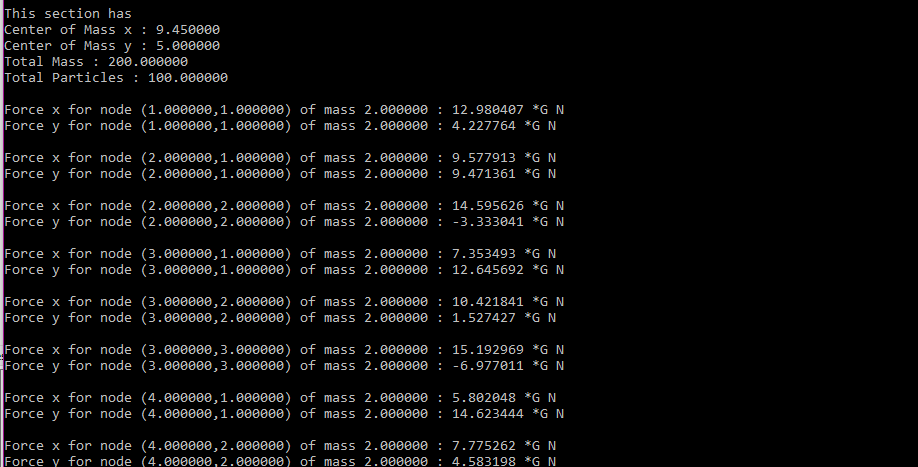 This section has
Center of Mass x : 9.450000
Center of Mass y : 5.000000
Total Mass : 200.000000
Total Particles : 100.000000
Force x for node (1.000000,1.000000) of mass 2.000000 : 12.980407 *G N
Force y for node (1.000000,1.000000) of mass 2.000000 : 4.227764 *G N
Force x for node (2.000000,1.000000) of mass 2.000000 : 9.577913 *G N
Force y for node (2.000000,1.000000) of mass 2.000000 : 9.471361 *G N
Force x for node (2.000000,2.000000) of mass 2.000000 : 14.595626 *G N
Force y for node (2.000000,2.000000) of mass 2.000000 : -3.333041 *G N
Force x for node (3.000000,1.000000) of mass 2.000000 : 7.353493 *G N
Force y for node (3.000000,1.000000) of mass 2.000000 : 12.645692 *G N
Force x for node (3.000000,2.000000) of mass 2.000000 : 10.421841 *G N
Force y for node (3.000000,2.000000) of mass 2.000000 : 1.527427 *G N
Force x for node (3.000000,3.000000) of mass 2.000000 : 15.192969 *G N
Force y for node (3.000000,3.000000) of mass 2.000000 : -6.977011 *G N
Force x for node (4.000000,1.000000) of mass 2.000000 : 5.802048 *G N
Force y for node (4.000000,1.000000) of mass 2.000000 : 14.623444 *G N
Force x for node (4.000000,2.000000) of mass 2.000000 : 7.775262 *G N
Force y for node (4.000000,2.000000) of mass 2.000000 : 4.583198 *G N